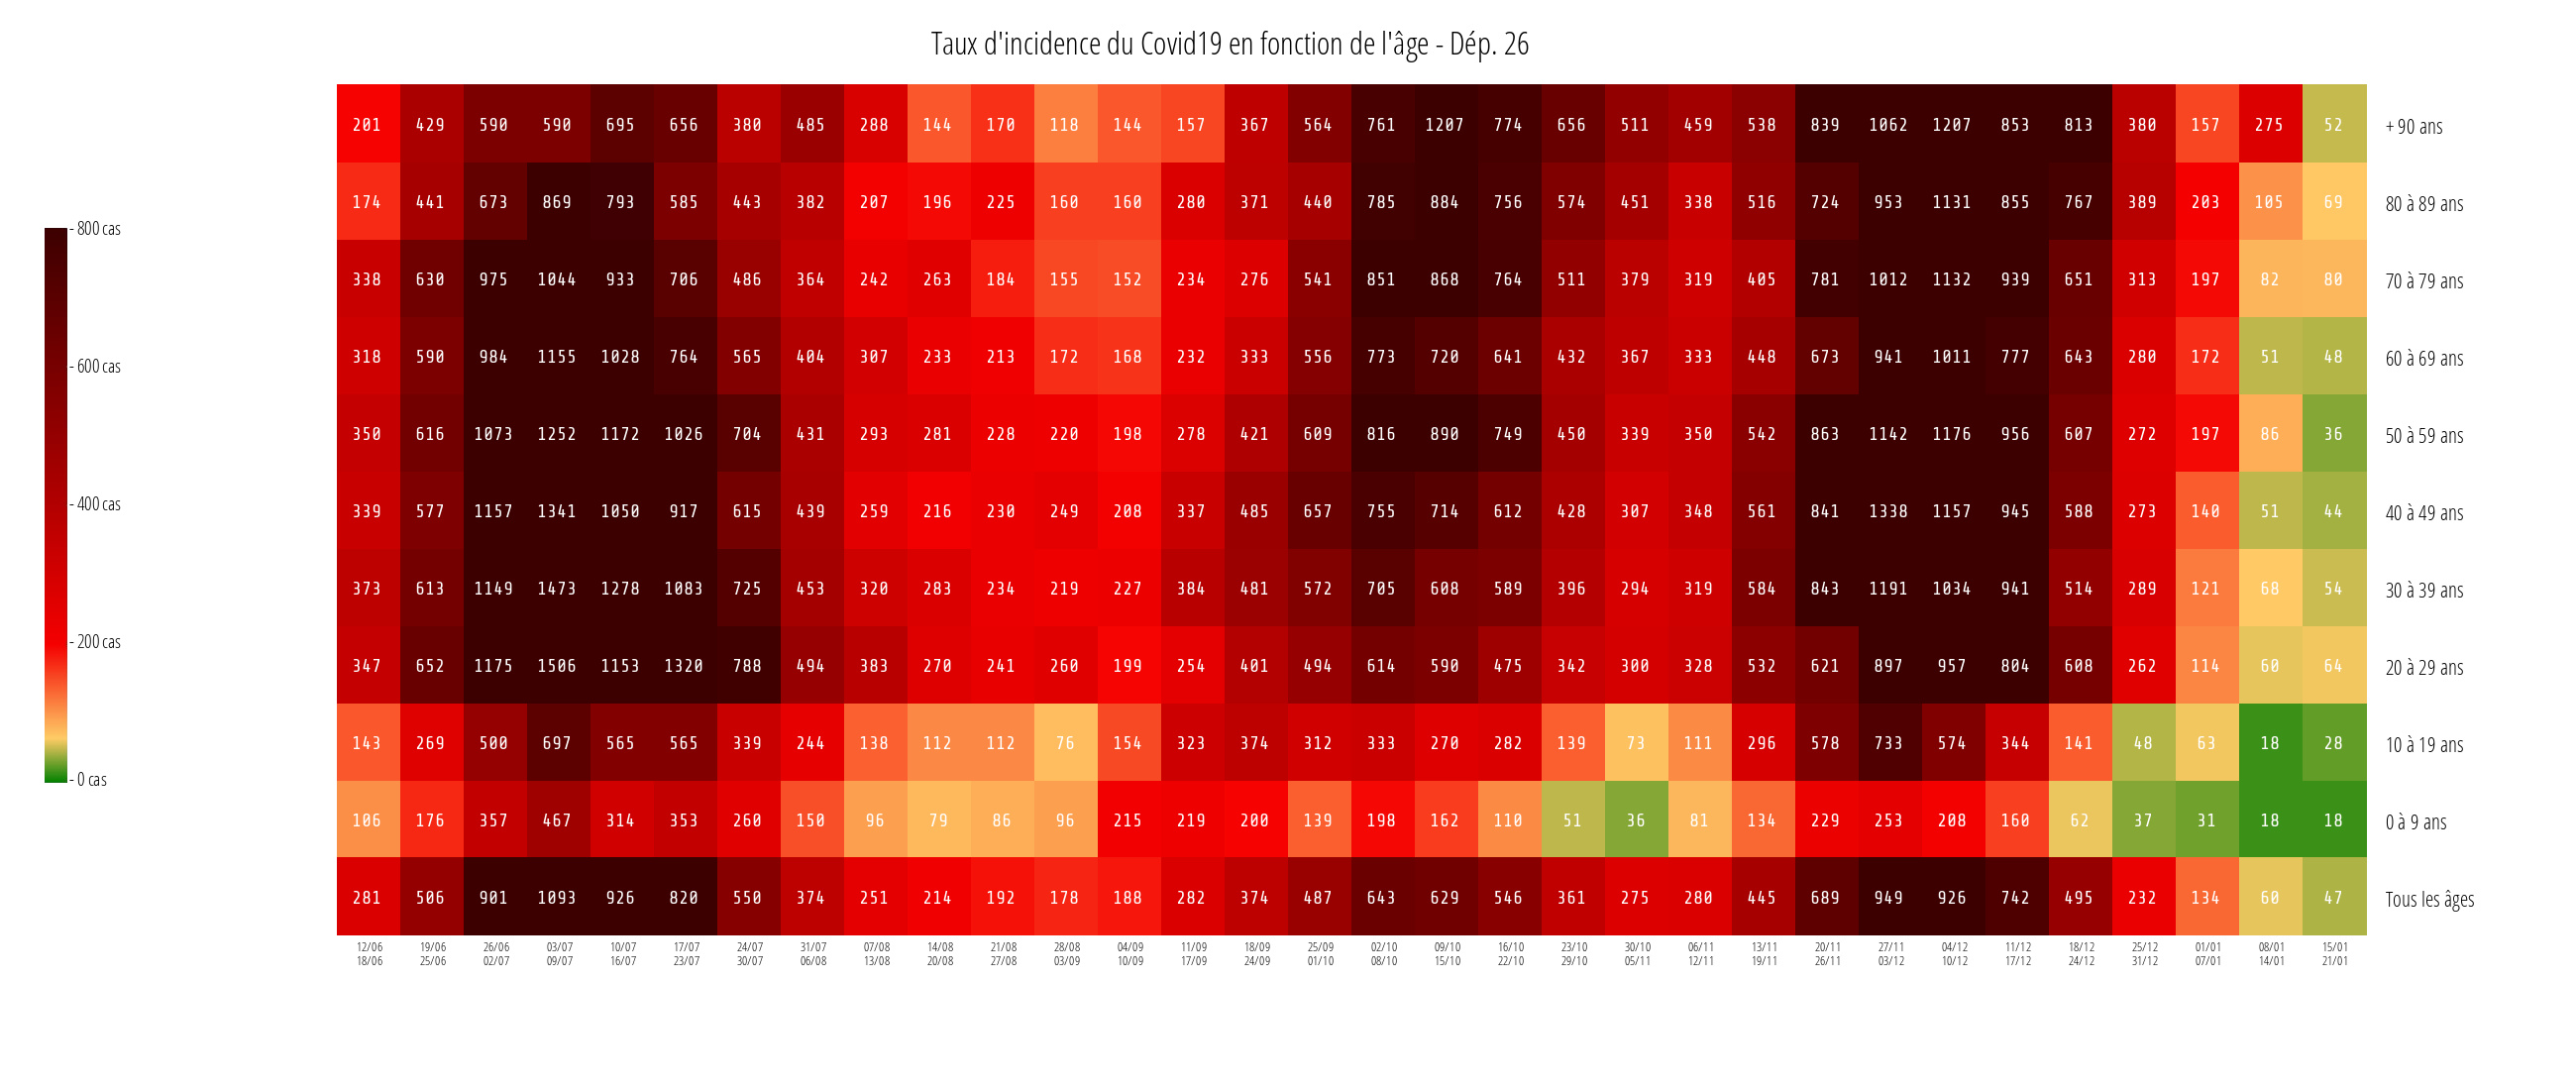 Taux d'incidence du Covid19 en fonction de l'âge - Dép. 26
- 800 cas
- 600 cas
- 400 cas
- 200 cas
- 0 cas
201 429 590 590 695 656 380 485 288 144 170 118 144 157 367 564 761 1207 774 656 511 459 538 839 1062 1207 853 813 380 157 275 52 + 90 ans
174 441 673 869 793 585 443 382 207 196 225 160 160 280 371 440 785 884 756 574 451 338 516 724 953 1131 855 767 389 203 105 69 80 à 89 ans
338 630 975 1044 933 706 486 364 242 263 184 155 152 234 276 541 851 868 764 511 379 319 405 781 1012 1132 939 651 313 197 82 80 70 à 79 ans
318 590 984 1155 1028 764 565 404 307 233 213 172 168 232 333 556 773 720 641 432 367 333 448 673 941 1011 777 643 280 172 51 48 60 à 69 ans
350 616 1073 1252 1172 1026 704 431 293 281 228 220 198 278 421 609 816 890 749 450 339 350 542 863 1142 1176 956 607 272 197 86 36 50 à 59 ans
339 577 1157 1341 1050 917 615 439 259 216 230 249 208 337 485 657 755 714 612 428 307 348 561 841 1338 1157 945 588 273 140 51 44 40 à 49 ans
373 613 1149 1473 1278 1083 725 453 320 283 234 219 227 384 481 572 705 608 589 396 294 319 584 843 1191 1034 941 514 289 121 68 54 30 à 39 ans
347 652 1175 1506 1153 1320 788 494 383 270 241 260 199 254 401 494 614 590 475 342 300 328 532 621 897 957 804 608 262 114 60 64 20 à 29 ans
143 269 500 697 565 565 339 244 138 112 112 76 154 323 374 312 333 270 282 139 73 111 296 578 733 574 344 141 48 63 18 28 10 à 19 ans
106 176 357 467 314 353 260 150 96 79 86 96 215 219 200 139 198 162 110 51 36 81 134 229 253 208 160 62 37 31 18 18 0 à 9 ans
281 506 901 1093 926 820 550 374 251 214 192 178 188 282 374 487 643 629 546 361 275 280 445 689 949 926 742 495 232 134 60 47 Tous les âges
12/06 19/06 26/06 03/07 10/07 17/07 24/07 31/07 07/08 14/08 21/08 28/08 04/09 11/09 18/09 25/09 02/10 09/10 16/10 23/10 30/10 06/11 13/11 20/11 27/11 04/12 11/12 18/12 25/12 01/01 08/01 15/01
18/06 25/06 02/07 09/07 16/07 23/07 30/07 06/08 13/08 20/08 27/08 03/09 10/09 17/09 24/09 01/10 08/10 15/10 22/10 29/10 05/11 12/11 19/11 26/11 03/12 10/12 17/12 24/12 31/12 07/01 14/01 21/01